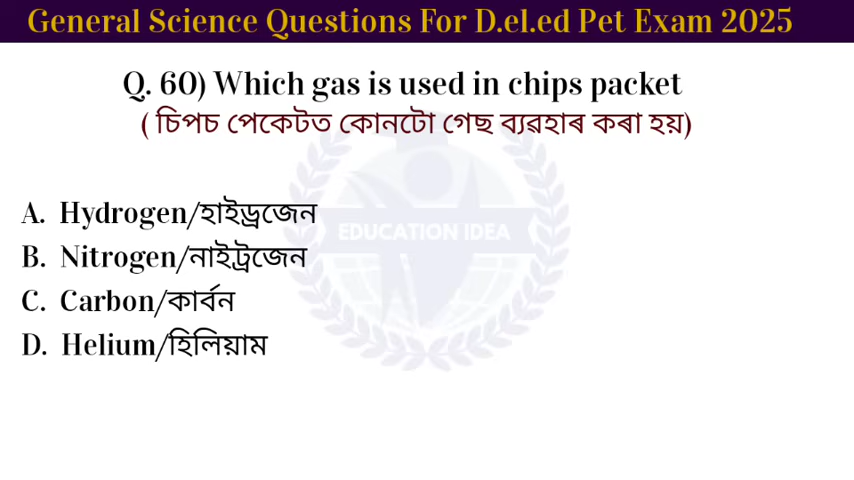 General Science Questions For D.el.ed Pet Exam 2025
Q. 60) Which gas is used in chips packet
( চিপচ পেকেটত কোনটো গেছ ব্যৱহাৰ কৰা হয়)
A. Hydrogen/হাইড্ৰজেন
EDUCATION IDEA
B. Nitrogen/নাইট্ৰজেন
C. Carbon/কাৰ্বন
D. Helium/হিলিয়াম